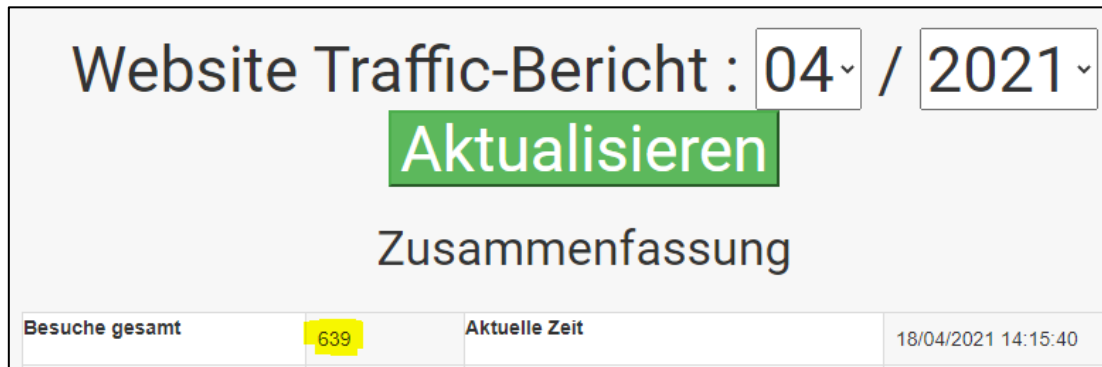 Website Traffic-Bericht : 04 / 2021
Aktualisieren
Zusammenfassung
Besuche gesamt 639 Aktuelle Zeit 18/04/2021 14:15:40